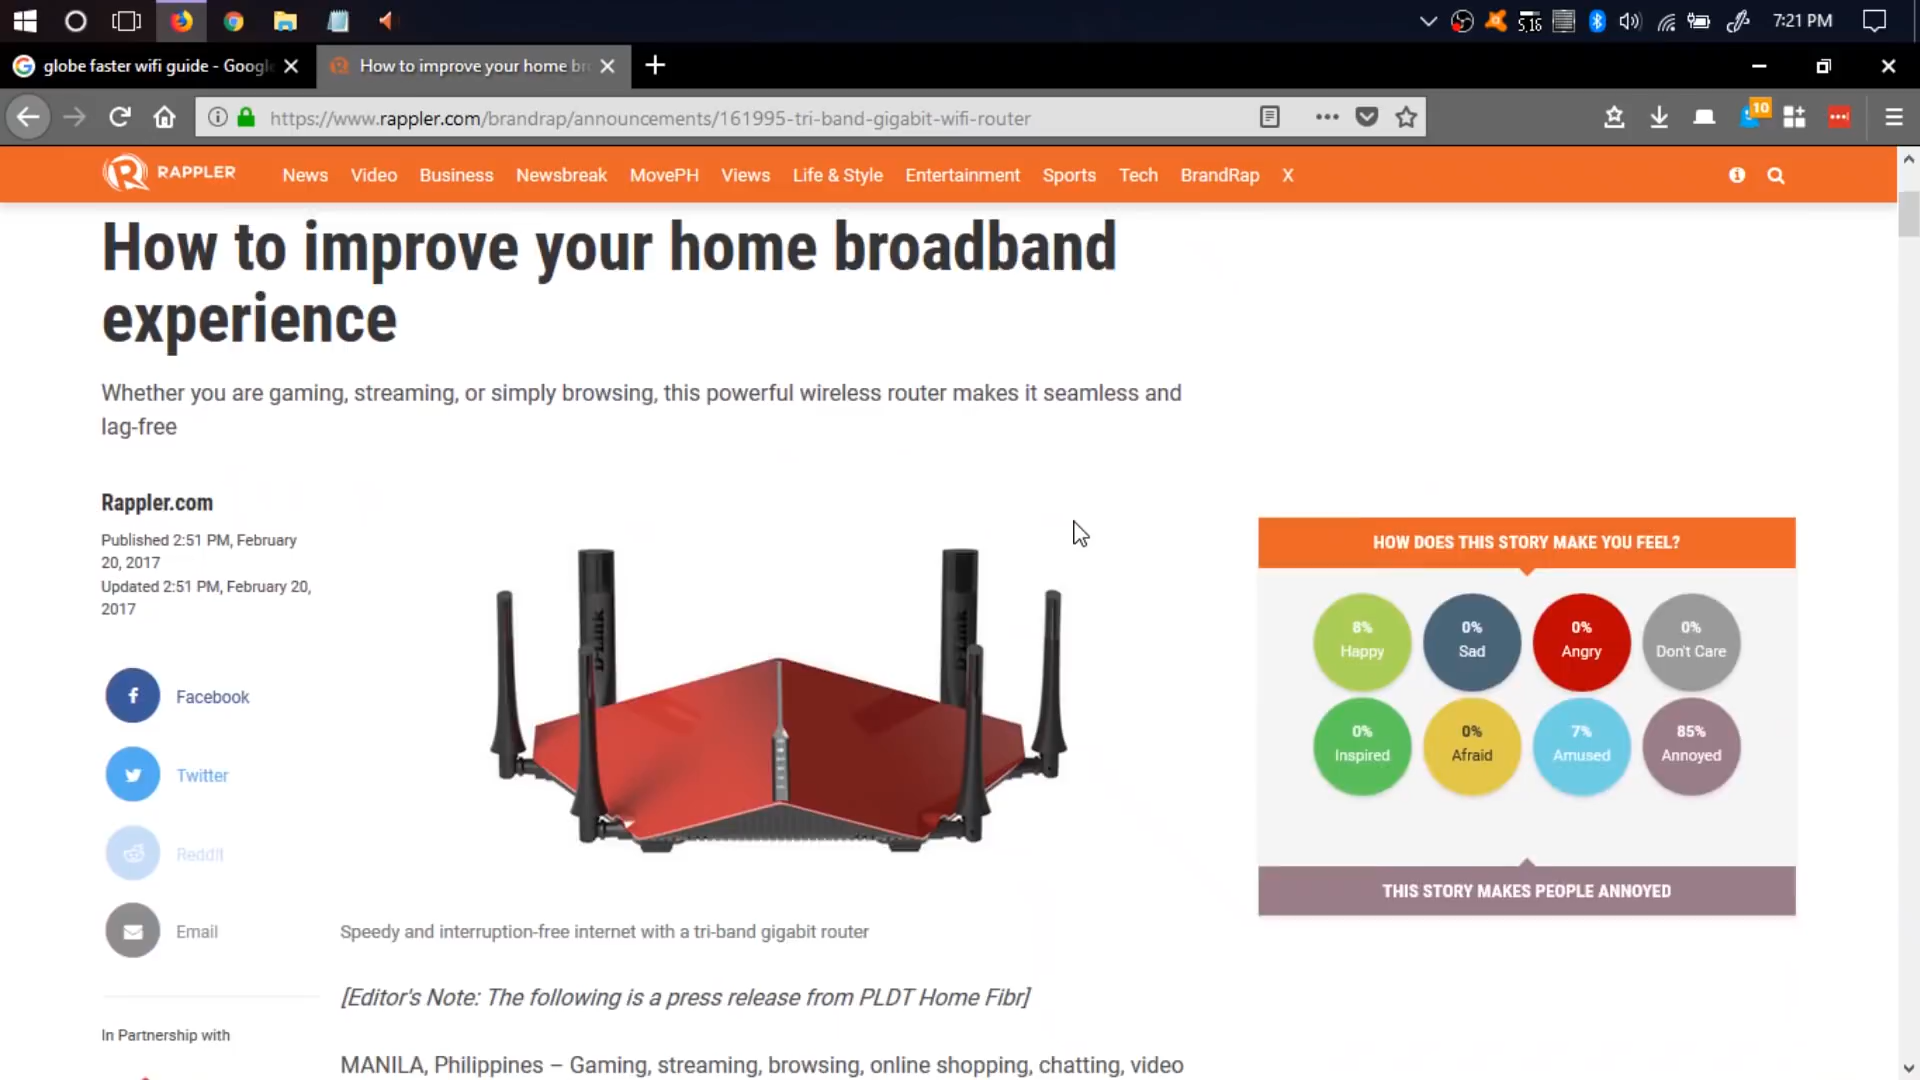 5.16
7:21 PM
globe faster wifi guide - Googl
How to improve your home br
https://www.rappler.com/brandrap/announcements/161995-tri-band-gigabit-wifi-router
10
RAPPLER
News Video Business Newsbreak MovePH Views Life & Style Entertainment Sports Tech BrandRap X
How to improve your home broadband
experience
Whether you are gaming, streaming, or simply browsing, this powerful wireless router makes it seamless and
lag-free
Rappler.com
Published 2:51 PM, February
20, 2017
Updated 2:51 PM, February 20,
2017
Facebook
Twitter
Reddit
Email
In Partnership with
D-Link
D-Link
Speedy and interruption-free internet with a tri-band gigabit router
[Editor's Note: The following is a press release from PLDT Home Fibr]
MANILA, Philippines – Gaming, streaming, browsing, online shopping, chatting, video
HOW DOES THIS STORY MAKE YOU FEEL?
8% 0% 0% 0%
Happy Sad Angry Don't Care
0% 0% 7% 85%
Inspired Afraid Amused Annoyed
THIS STORY MAKES PEOPLE ANNOYED